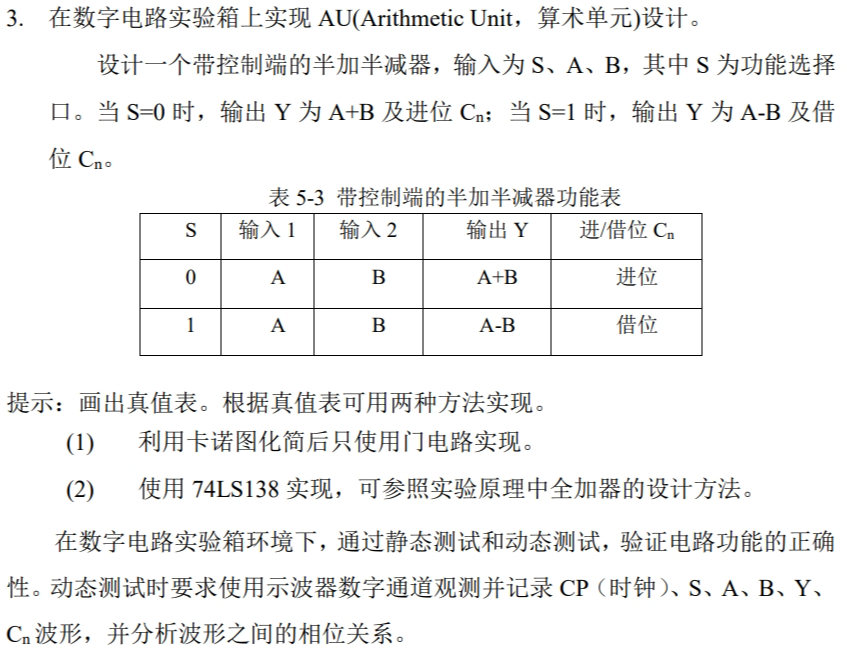 3. 在数字电路实验箱上实现 AU(Arithmetic Unit，算术单元)设计。
设计一个带控制端的半加半减器，输入为 S、A、B，其中 S 为功能选择
口。当 S=0 时，输出 Y 为 A+B 及进位 Cn；当 S=1 时，输出 Y 为 A-B 及借
位 Cn。
表 5-3 带控制端的半加半减器功能表
S 输入 1 输入 2 输出 Y 进/借位 Cn
0 A B A+B 进位
1 A B A-B 借位
提示：画出真值表。根据真值表可用两种方法实现。
(1) 利用卡诺图化简后只使用门电路实现。
(2) 使用 74LS138 实现，可参照实验原理中全加器的设计方法。
在数字电路实验箱环境下，通过静态测试和动态测试，验证电路功能的正确
性。动态测试时要求使用示波器数字通道观测并记录 CP（时钟）、S、A、B、Y、
Cn 波形，并分析波形之间的相位关系。